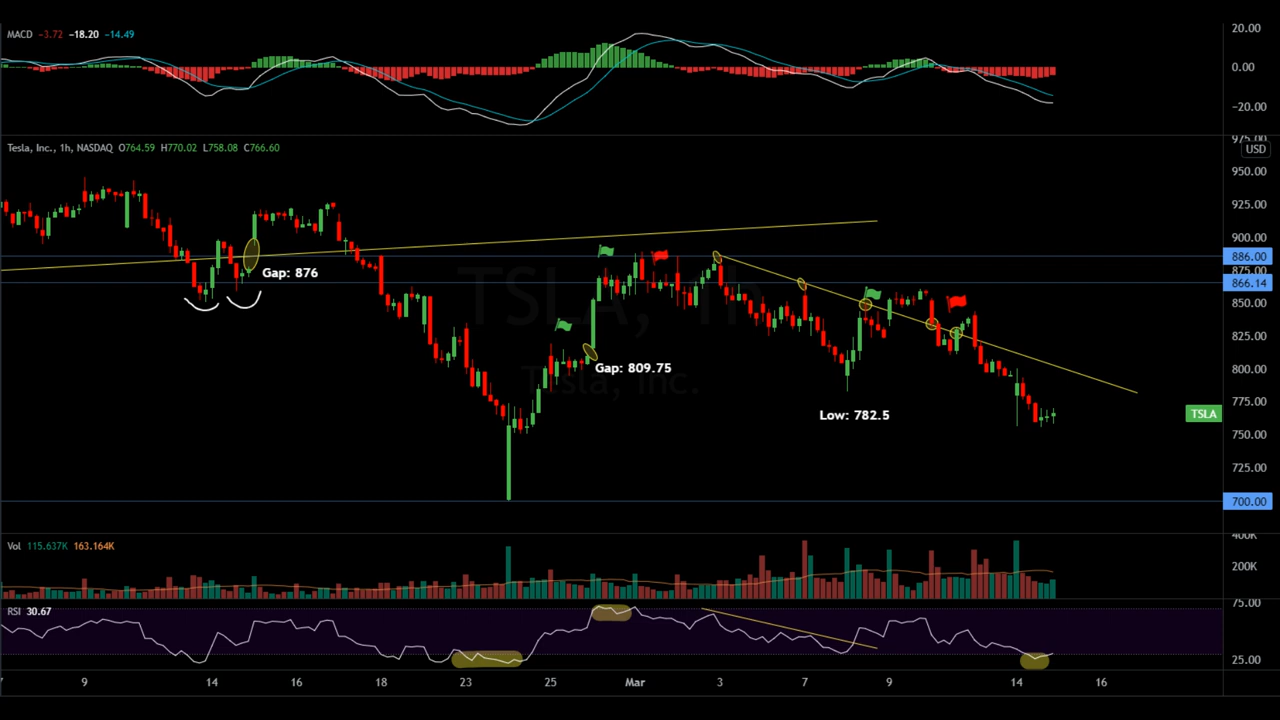 MACD -3.72 -18.20 -14.49
20.00
0.00
-20.00
Tesla, Inc., 1h, NASDAQ O764.59 H770.02 L758.08 C766.60
975.00
USD
950.00
925.00
900.00
886.00
875.00
866.14
850.00
825.00
800.00
775.00
TSLA
750.00
725.00
700.00
Gap: 876
TSLA, 1h
Tesla, Inc.
Gap: 809.75
Low: 782.5
Vol 115.637K 163.164K
400K
200K
RSI 30.67
75.00
25.00
7 9 14 16 18 23 25 Mar 3 7 9 14 16